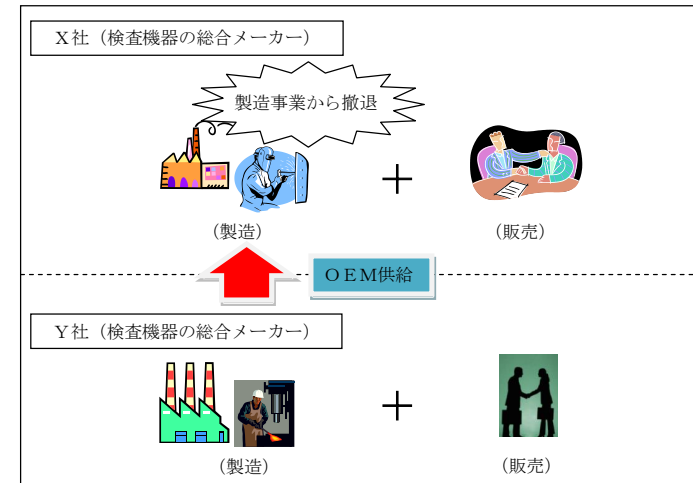 X社（検査機器の総合メーカー）
製造事業から撤退
（製造）
（販売）
ＯＥＭ供給
Y社（検査機器の総合メーカー）
（製造）
（販売）